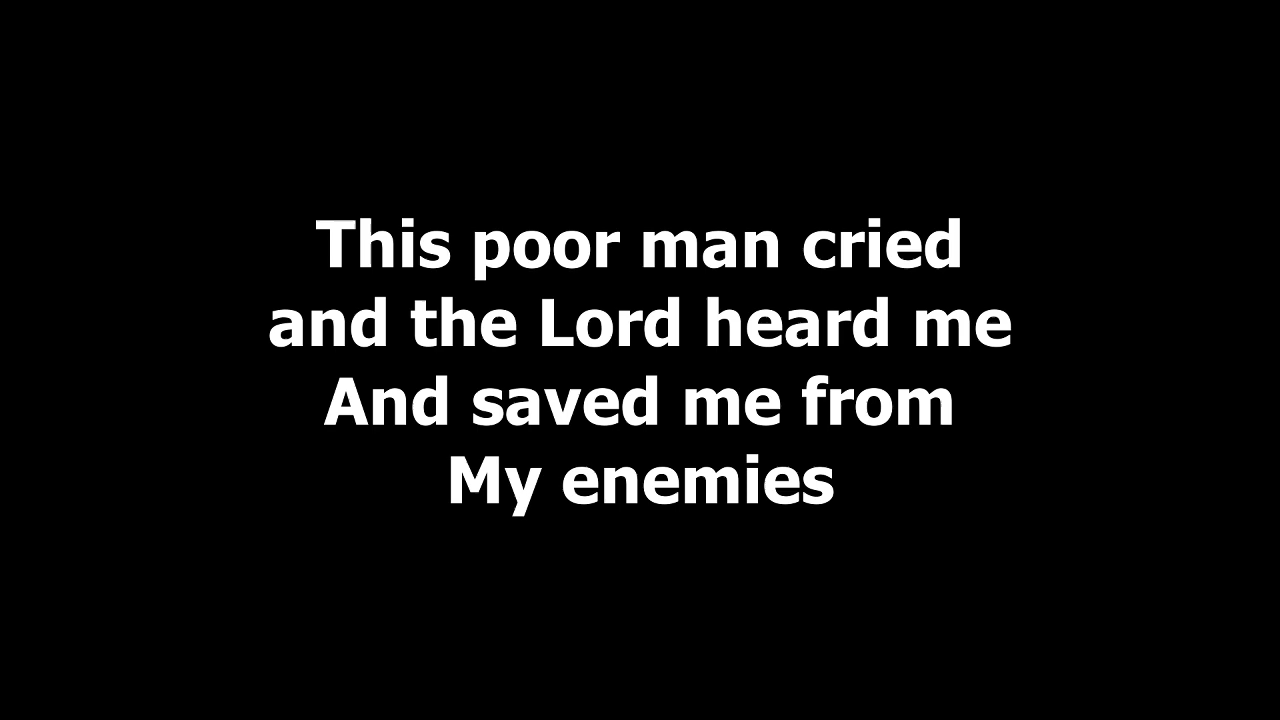 This poor man cried
and the Lord heard me
And saved me from
My enemies